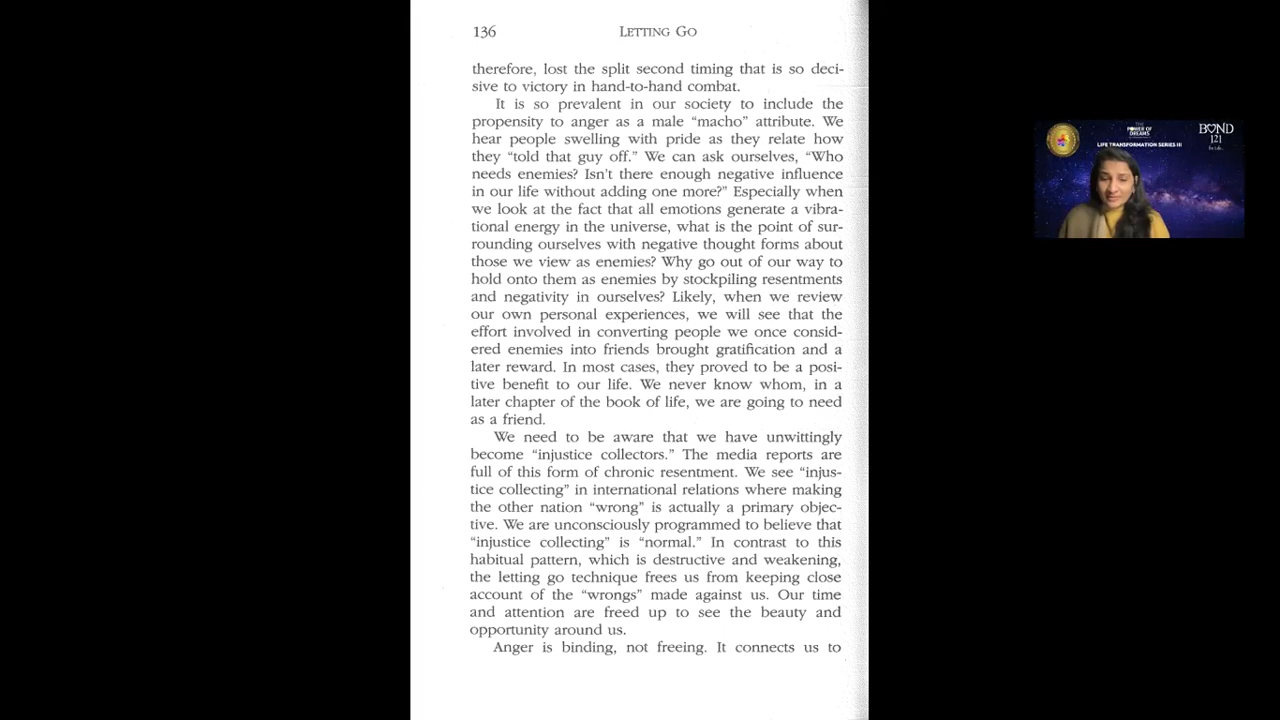 136
LETTING GO
therefore, lost the split second timing that is so deci-
sive to victory in hand-to-hand combat.
It is so prevalent in our society to include the
propensity to anger as a male “macho” attribute. We
hear people swelling with pride as they relate how
they “told that guy off.” We can ask ourselves, “Who
needs enemies? Isn’t there enough negative influence
in our life without adding one more?” Especially when
we look at the fact that all emotions generate a vibra-
tional energy in the universe, what is the point of sur-
rounding ourselves with negative thought forms about
those we view as enemies? Why go out of our way to
hold onto them as enemies by stockpiling resentments
and negativity in ourselves? Likely, when we review
our own personal experiences, we will see that the
effort involved in converting people we once consid-
ered enemies into friends brought gratification and a
later reward. In most cases, they proved to be a posi-
tive benefit to our life. We never know whom, in a
later chapter of the book of life, we are going to need
as a friend.
We need to be aware that we have unwittingly
become “injustice collectors.” The media reports are
full of this form of chronic resentment. We see “injus-
tice collecting” in international relations where making
the other nation “wrong” is actually a primary objec-
tive. We are unconsciously programmed to believe that
“injustice collecting” is “normal.” In contrast to this
habitual pattern, which is destructive and weakening,
the letting go technique frees us from keeping close
account of the “wrongs” made against us. Our time
and attention are freed up to see the beauty and
opportunity around us.
Anger is binding, not freeing. It connects us to
THE
POWER OF
DREAMS
LIFE TRANSFORMATION SERIES III
BOND
121
For Life...